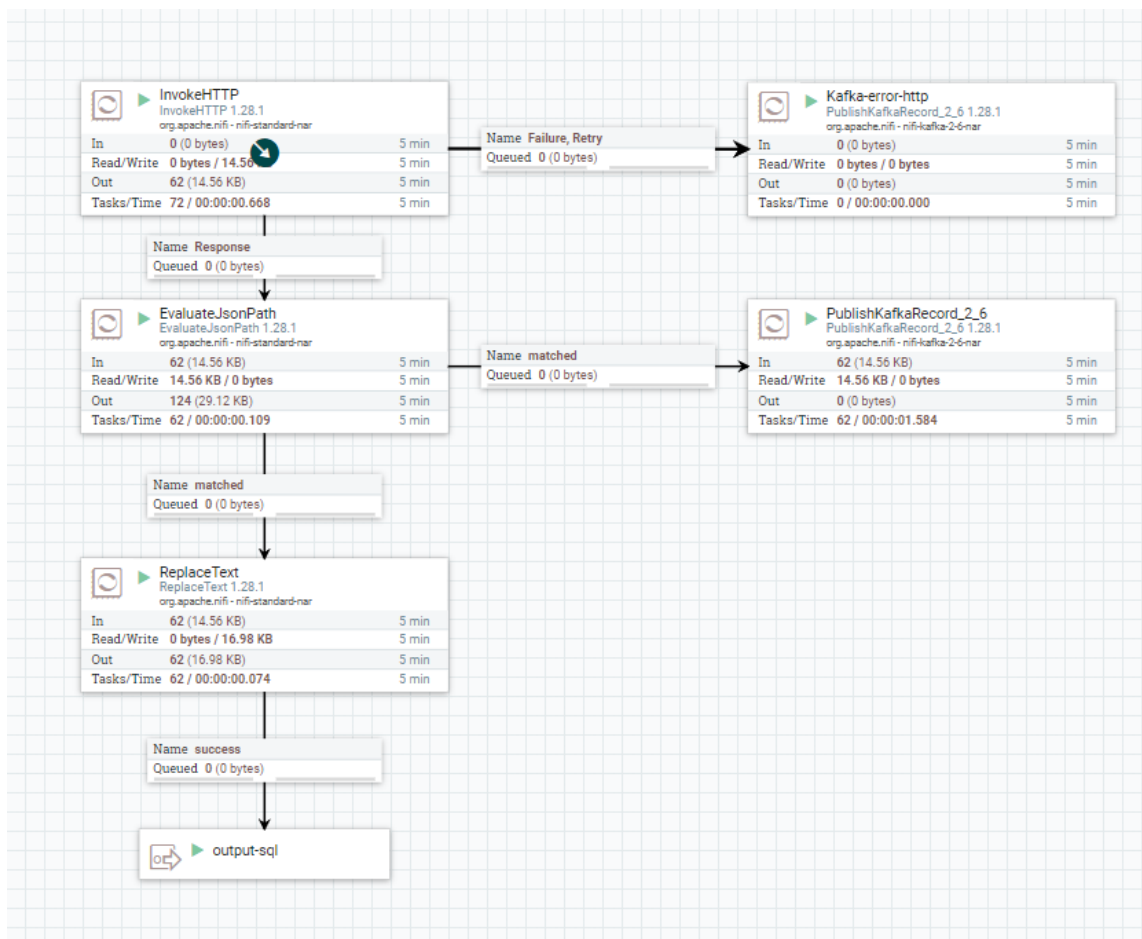 InvokeHTTP
InvokeHTTP 1.28.1
org.apache.nifi - nifi-standard-nar
In 0 (0 bytes) 5 min
Read/Write 0 bytes / 14.56 5 min
Out 62 (14.56 KB) 5 min
Tasks/Time 72 / 00:00:00.668 5 min
Name Failure, Retry
Queued 0 (0 bytes)
Kafka-error-http
PublishKafkaRecord_2_6 1.28.1
org.apache.nifi - nifi-kafka-2-6-nar
In 0 (0 bytes) 5 min
Read/Write 0 bytes / 0 bytes 5 min
Out 0 (0 bytes) 5 min
Tasks/Time 0 / 00:00:00.000 5 min
Name Response
Queued 0 (0 bytes)
EvaluateJsonPath
EvaluateJsonPath 1.28.1
org.apache.nifi - nifi-standard-nar
In 62 (14.56 KB) 5 min
Read/Write 14.56 KB / 0 bytes 5 min
Out 124 (29.12 KB) 5 min
Tasks/Time 62 / 00:00:00.109 5 min
Name matched
Queued 0 (0 bytes)
PublishKafkaRecord_2_6
PublishKafkaRecord_2_6 1.28.1
org.apache.nifi - nifi-kafka-2-6-nar
In 62 (14.56 KB) 5 min
Read/Write 14.56 KB / 0 bytes 5 min
Out 0 (0 bytes) 5 min
Tasks/Time 62 / 00:00:01.584 5 min
Name matched
Queued 0 (0 bytes)
ReplaceText
ReplaceText 1.28.1
org.apache.nifi - nifi-standard-nar
In 62 (14.56 KB) 5 min
Read/Write 0 bytes / 16.98 KB 5 min
Out 62 (16.98 KB) 5 min
Tasks/Time 62 / 00:00:00.074 5 min
Name success
Queued 0 (0 bytes)
output-sql